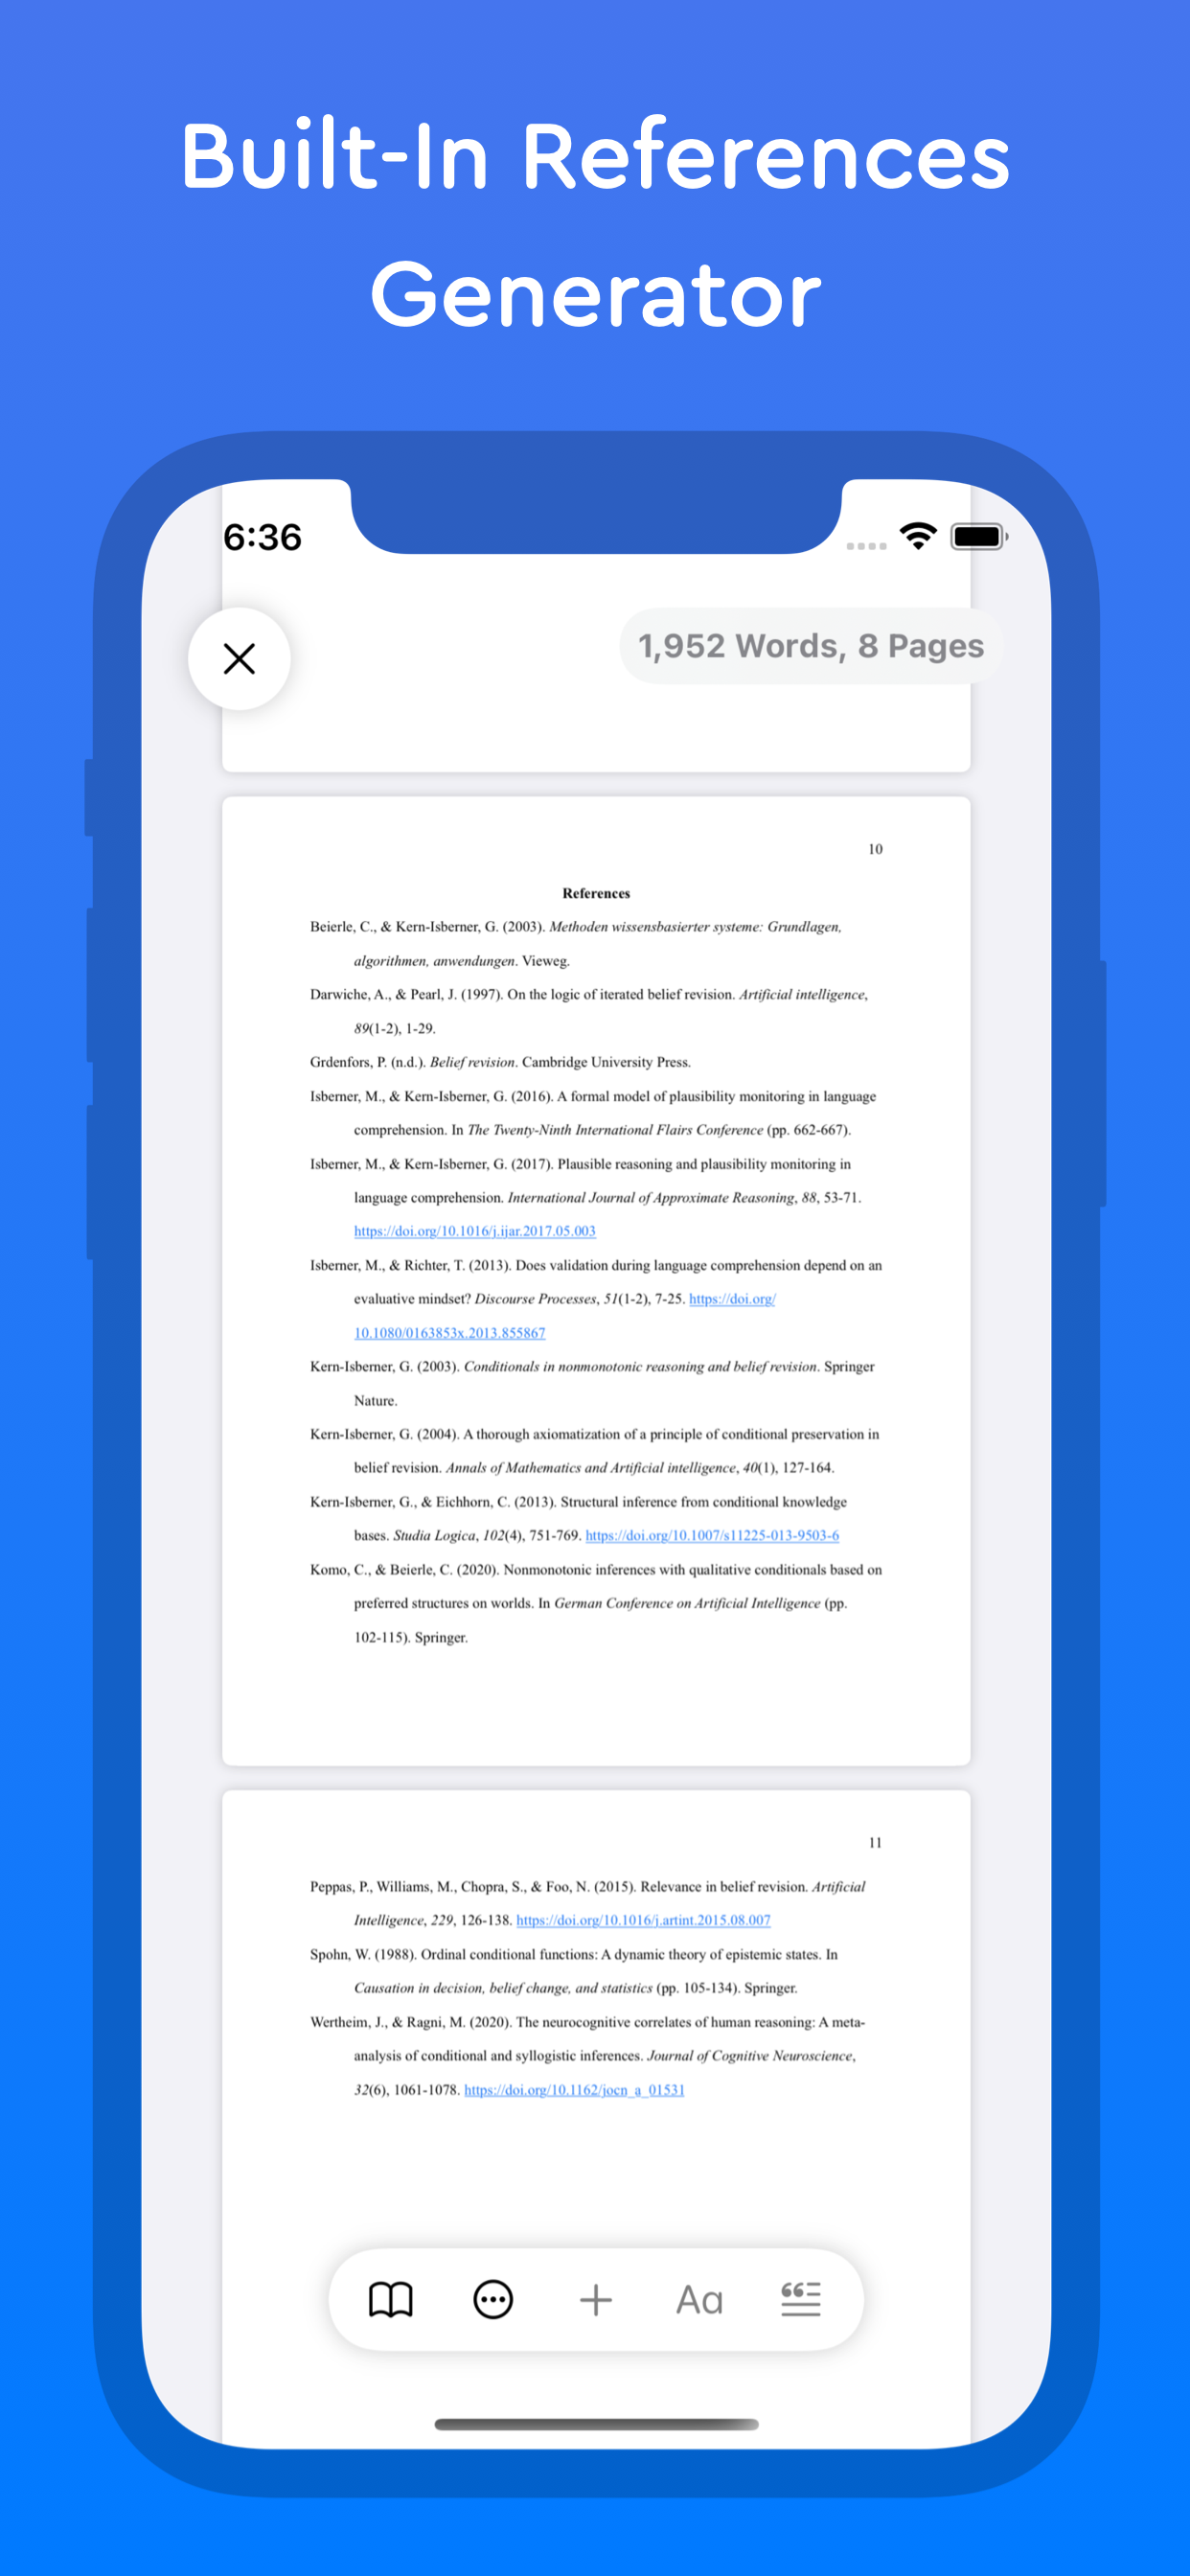 Built-In References
Generator
6:36
1,952 Words, 8 Pages
10
References
Beierle, C., & Kern-Isberner, G. (2003). Methoden wissensbasierter systeme: Grundlagen,
algorithmen, anwendungen. Vieweg.
Darwiche, A., & Pearl, J. (1997). On the logic of iterated belief revision. Artificial intelligence,
89(1-2), 1-29.
Grdenfors, P. (n.d.). Belief revision. Cambridge University Press.
Isberner, M., & Kern-Isberner, G. (2016). A formal model of plausibility monitoring in language
comprehension. In The Twenty-Ninth International Flairs Conference (pp. 662-667).
Isberner, M., & Kern-Isberner, G. (2017). Plausible reasoning and plausibility monitoring in
language comprehension. International Journal of Approximate Reasoning, 88, 53-71.
https://doi.org/10.1016/j.ijar.2017.05.003
Isberner, M., & Richter, T. (2013). Does validation during language comprehension depend on an
evaluative mindset? Discourse Processes, 51(1-2), 7-25. https://doi.org/
10.1080/0163853x.2013.855867
Kern-Isberner, G. (2003). Conditionals in nonmonotonic reasoning and belief revision. Springer
Nature.
Kern-Isberner, G. (2004). A thorough axiomatization of a principle of conditional preservation in
belief revision. Annals of Mathematics and Artificial intelligence, 40(1), 127-164.
Kern-Isberner, G., & Eichhorn, C. (2013). Structural inference from conditional knowledge
bases. Studia Logica, 102(4), 751-769. https://doi.org/10.1007/s11225-013-9503-6
Komo, C., & Beierle, C. (2020). Nonmonotonic inferences with qualitative conditionals based on
preferred structures on worlds. In German Conference on Artificial Intelligence (pp.
102-115). Springer.
11
Peppas, P., Williams, M., Chopra, S., & Foo, N. (2015). Relevance in belief revision. Artificial
Intelligence, 229, 126-138. https://doi.org/10.1016/j.artint.2015.08.007
Spohn, W. (1988). Ordinal conditional functions: A dynamic theory of epistemic states. In
Causation in decision, belief change, and statistics (pp. 105-134). Springer.
Wertheim, J., & Ragni, M. (2020). The neurocognitive correlates of human reasoning: A meta-
analysis of conditional and syllogistic inferences. Journal of Cognitive Neuroscience,
32(6), 1061-1078. https://doi.org/10.1162/jocn_a_01531
Aa